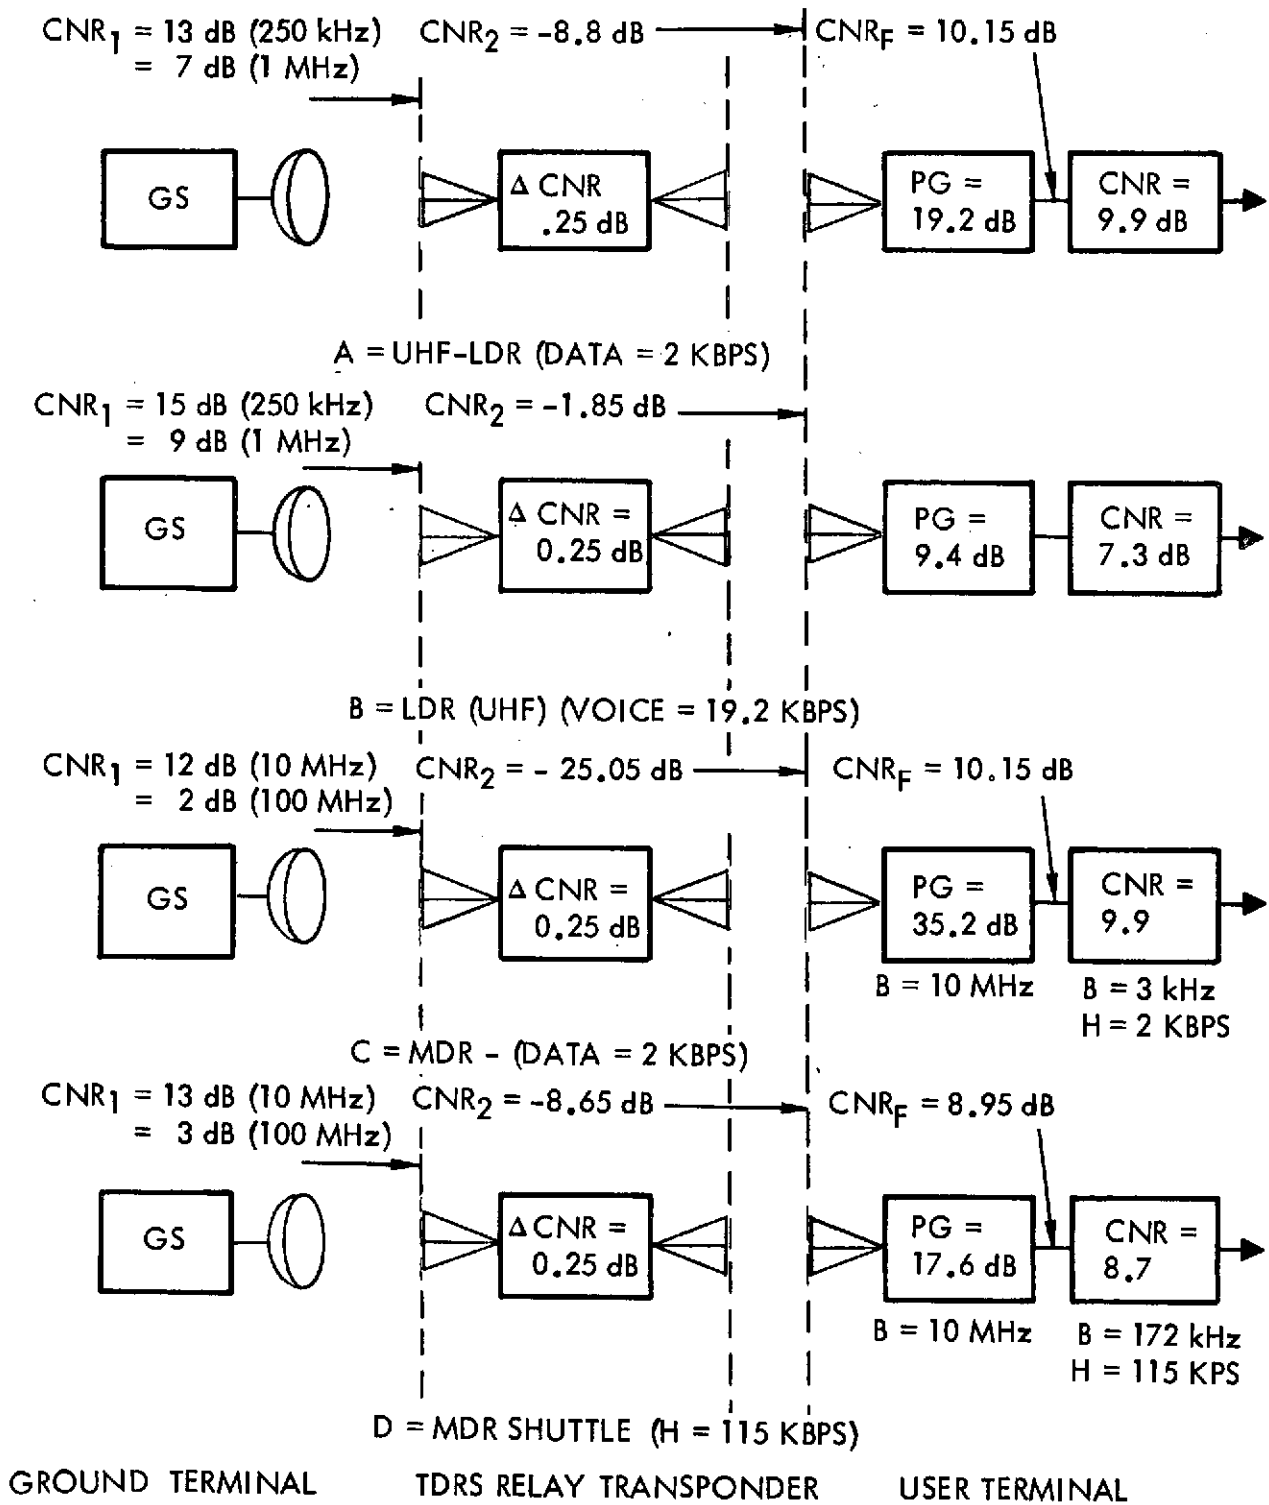 CNR1 = 13 dB (250 kHz)
= 7 dB (1 MHz)
CNR2 = -8.8 dB
CNRF = 10.15 dB
GS
Δ CNR
.25 dB
PG =
19.2 dB
CNR =
9.9 dB
A = UHF-LDR (DATA = 2 KBPS)
CNR1 = 15 dB (250 kHz)
= 9 dB (1 MHz)
CNR2 = -1.85 dB
GS
Δ CNR =
0.25 dB
PG =
9.4 dB
CNR =
7.3 dB
B = LDR (UHF) (VOICE = 19.2 KBPS)
CNR1 = 12 dB (10 MHz)
= 2 dB (100 MHz)
CNR2 = - 25.05 dB
CNRF = 10.15 dB
GS
Δ CNR =
0.25 dB
PG =
35.2 dB
CNR =
9.9
B = 10 MHz
B = 3 kHz
H = 2 KBPS
C = MDR - (DATA = 2 KBPS)
CNR1 = 13 dB (10 MHz)
= 3 dB (100 MHz)
CNR2 = -8.65 dB
CNRF = 8.95 dB
GS
Δ CNR =
0.25 dB
PG =
17.6 dB
CNR =
8.7
B = 10 MHz
B = 172 kHz
H = 115 KPS
D = MDR SHUTTLE (H = 115 KBPS)
GROUND TERMINAL
TDRS RELAY TRANSPONDER
USER TERMINAL